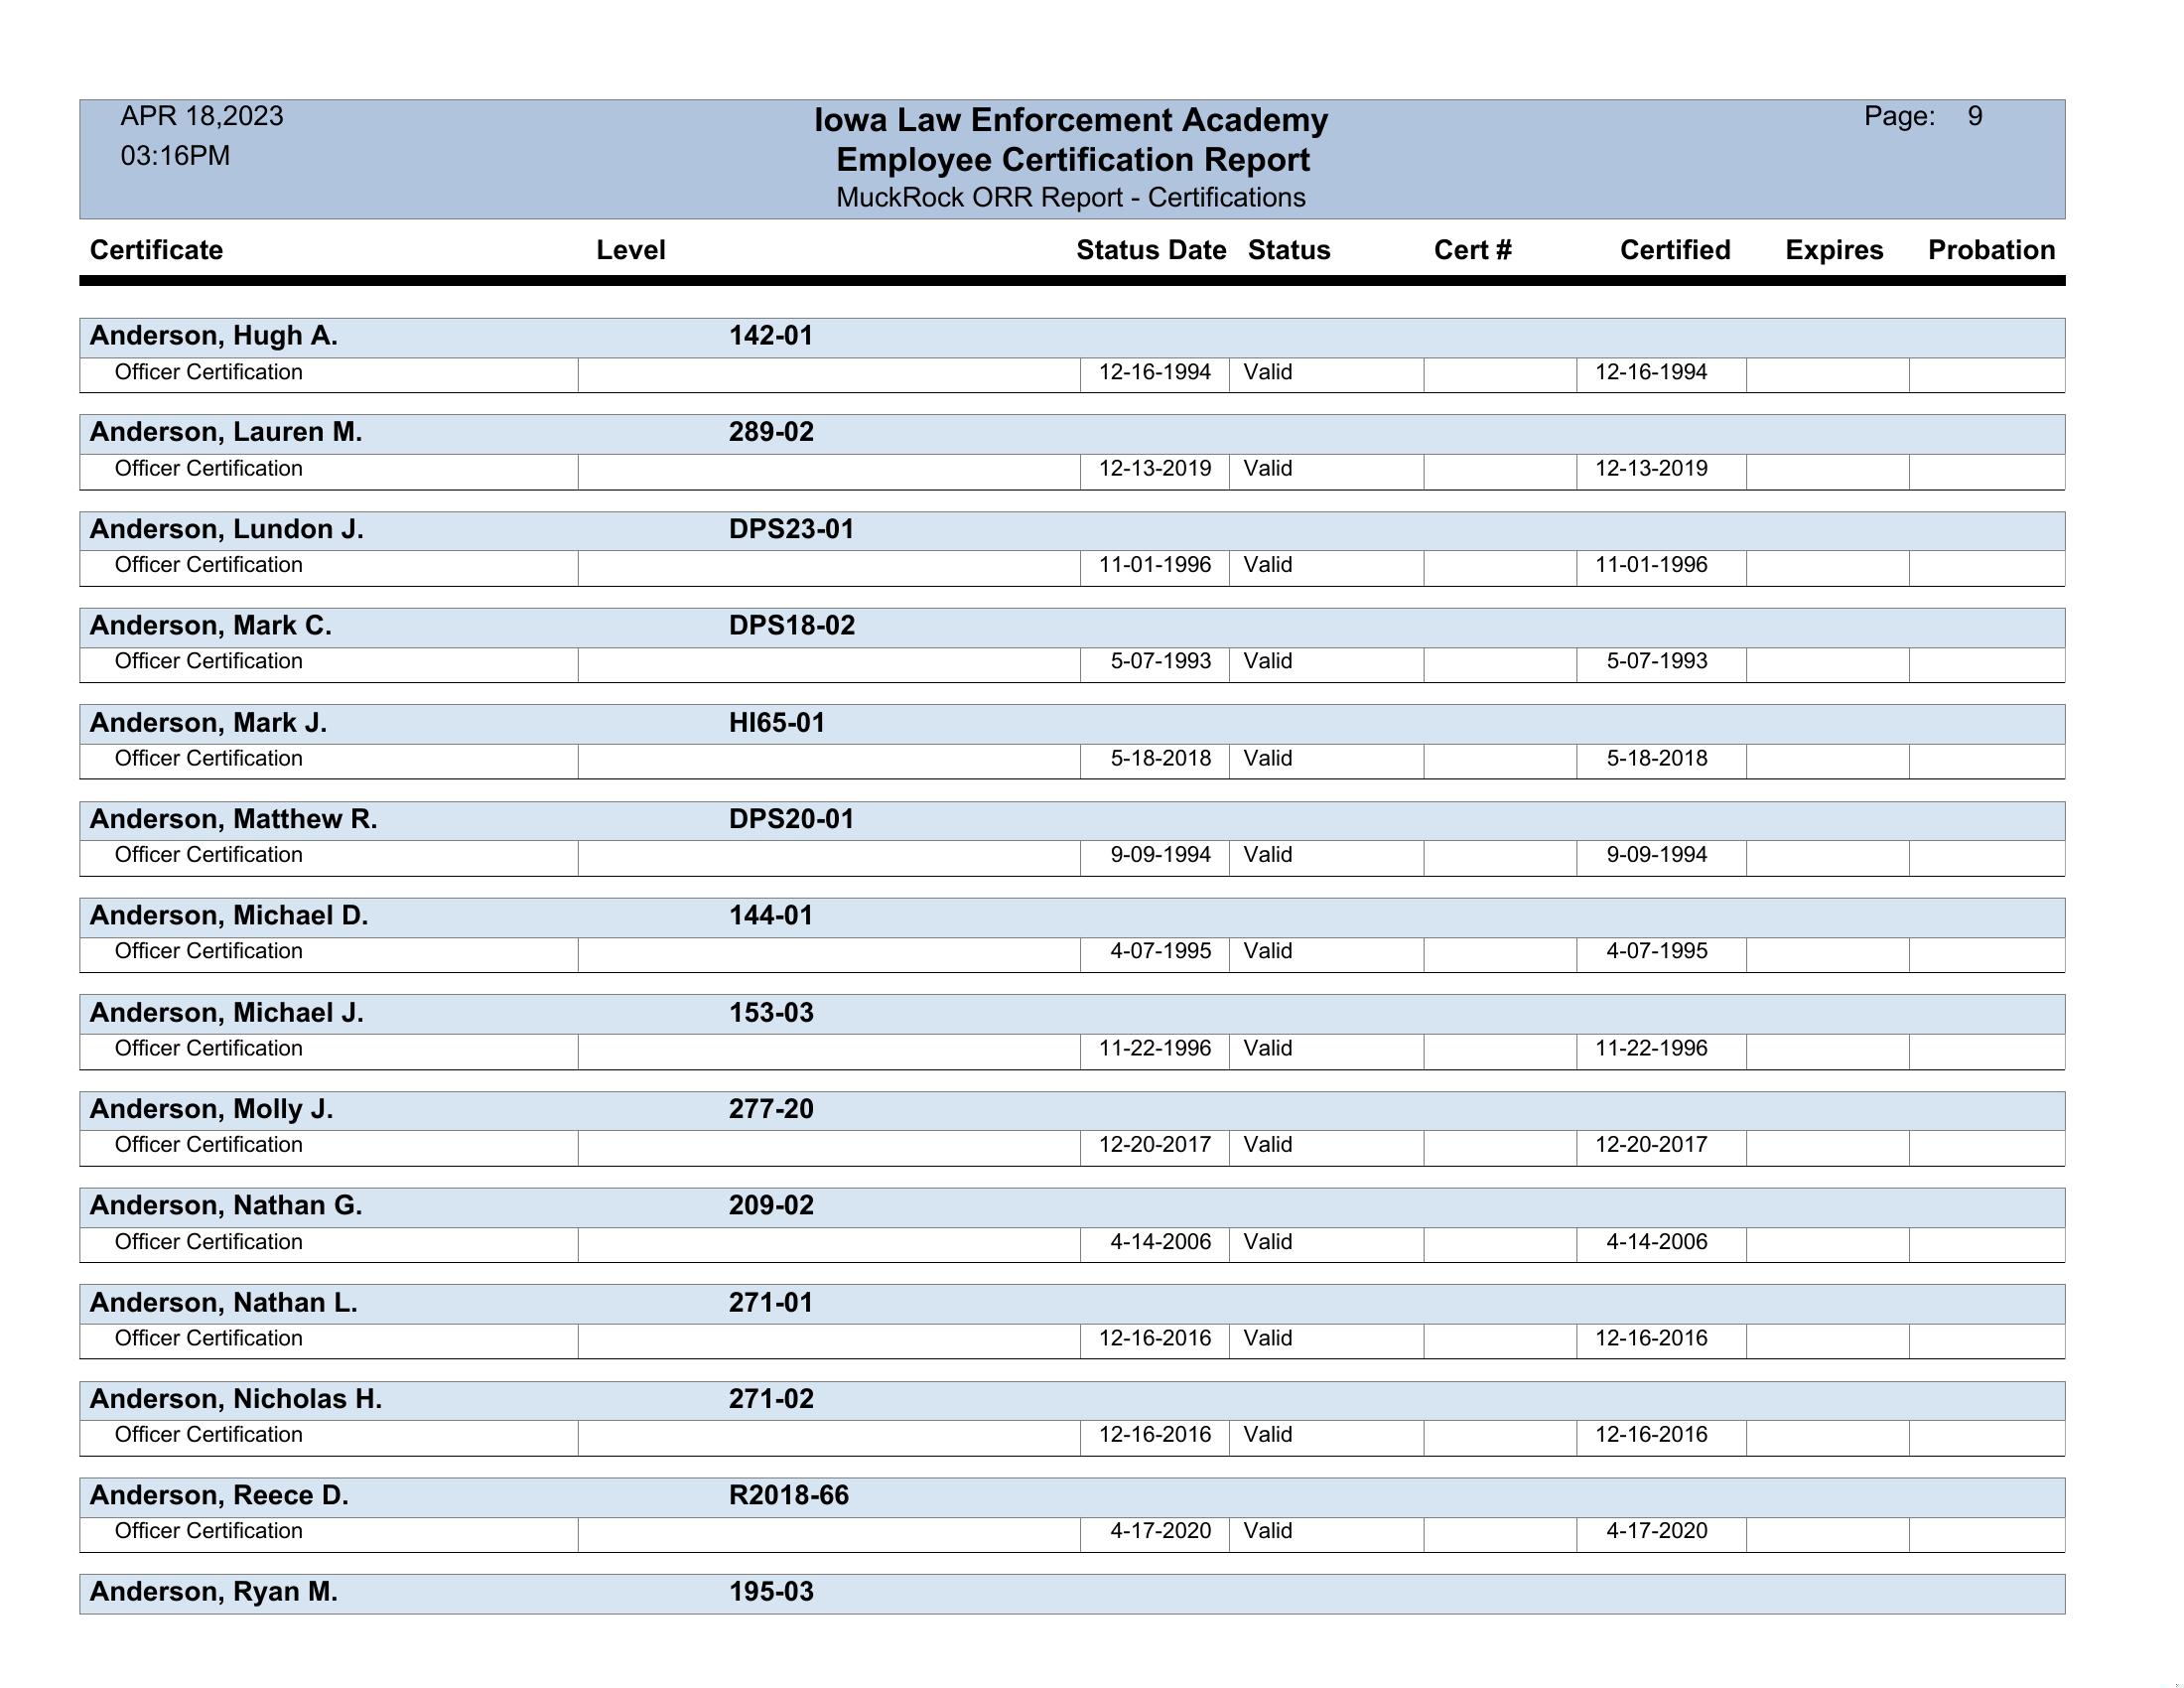 APR 18,2023
03:16PM
Iowa Law Enforcement Academy
Employee Certification Report
MuckRock ORR Report - Certifications
Page: 9
Certificate Level Status Date Status Cert # Certified Expires Probation
Anderson, Hugh A. 142-01
Officer Certification 12-16-1994 Valid 12-16-1994
Anderson, Lauren M. 289-02
Officer Certification 12-13-2019 Valid 12-13-2019
Anderson, Lundon J. DPS23-01
Officer Certification 11-01-1996 Valid 11-01-1996
Anderson, Mark C. DPS18-02
Officer Certification 5-07-1993 Valid 5-07-1993
Anderson, Mark J. HI65-01
Officer Certification 5-18-2018 Valid 5-18-2018
Anderson, Matthew R. DPS20-01
Officer Certification 9-09-1994 Valid 9-09-1994
Anderson, Michael D. 144-01
Officer Certification 4-07-1995 Valid 4-07-1995
Anderson, Michael J. 153-03
Officer Certification 11-22-1996 Valid 11-22-1996
Anderson, Molly J. 277-20
Officer Certification 12-20-2017 Valid 12-20-2017
Anderson, Nathan G. 209-02
Officer Certification 4-14-2006 Valid 4-14-2006
Anderson, Nathan L. 271-01
Officer Certification 12-16-2016 Valid 12-16-2016
Anderson, Nicholas H. 271-02
Officer Certification 12-16-2016 Valid 12-16-2016
Anderson, Reece D. R2018-66
Officer Certification 4-17-2020 Valid 4-17-2020
Anderson, Ryan M. 195-03